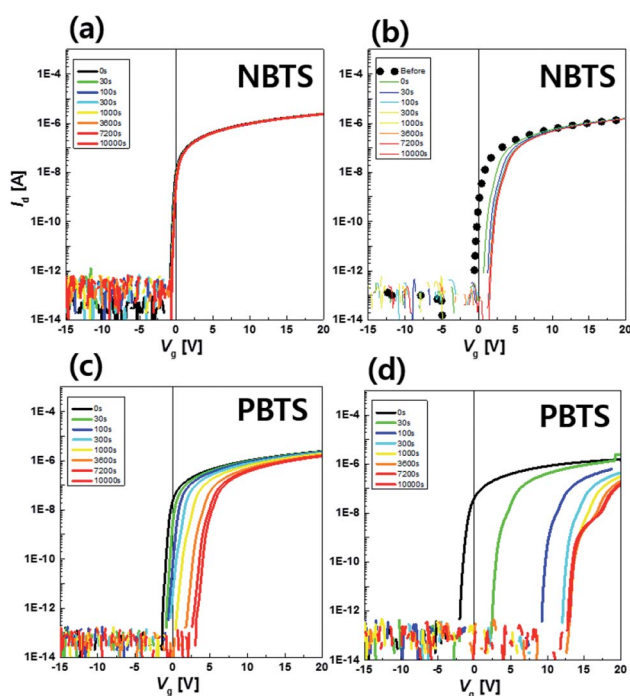 (a)
NBTS
0s
30s
100s
300s
1000s
3600s
7200s
10000s
1E-4
1E-6
1E-8
1E-10
1E-12
1E-14
Id [A]
-15 -10 -5 0 5 10 15 20
Vg [V]
(b)
NBTS
Before
0s
30s
100s
300s
1000s
3600s
7200s
10000s
1E-4
1E-6
1E-8
1E-10
1E-12
1E-14
-10 -5 0 5 10 15 20
Vg [V]
(c)
PBTS
0s
30s
100s
300s
1000s
3600s
7200s
10000s
1E-4
1E-6
1E-8
1E-10
1E-12
1E-14
-15 -10 -5 0 5 10 15 20
Vg [V]
(d)
PBTS
0s
30s
100s
300s
1000s
3600s
7200s
10000s
1E-4
1E-6
1E-8
1E-10
1E-12
1E-14
-15 -10 -5 0 5 10 15 20
Vg [V]